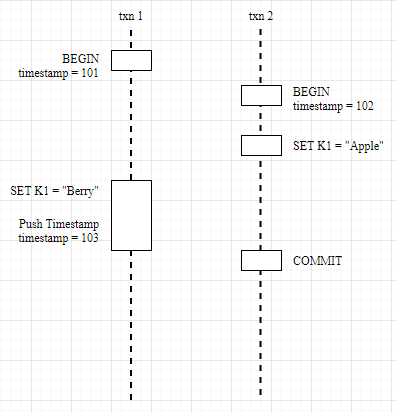 txn 1
txn 2
BEGIN
timestamp = 101
BEGIN
timestamp = 102
SET K1 = "Apple"
SET K1 = "Berry"
Push Timestamp
timestamp = 103
COMMIT